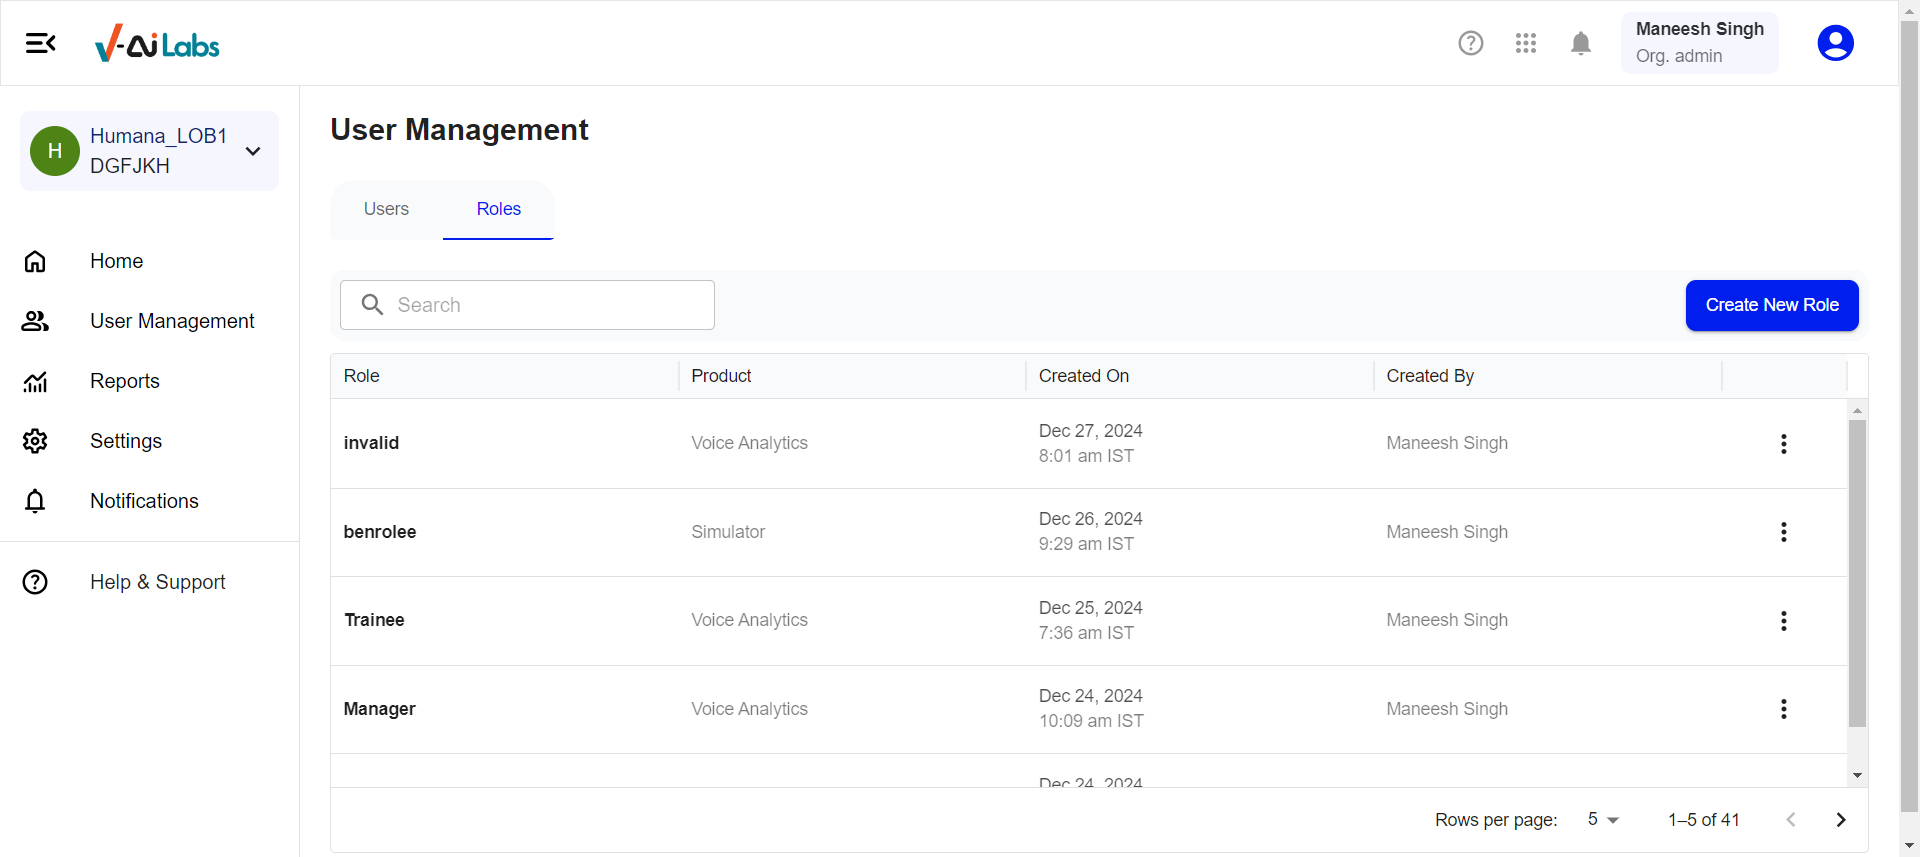 V-Ai Labs
Maneesh Singh
Org. admin
H
Humana_LOB1
DGFJKH
Home
User Management
Reports
Settings
Notifications
Help & Support
User Management
Users Roles
Search
Create New Role
Role Product Created On Created By
invalid Voice Analytics Dec 27, 2024 Maneesh Singh
8:01 am IST
benrolee Simulator Dec 26, 2024 Maneesh Singh
9:29 am IST
Trainee Voice Analytics Dec 25, 2024 Maneesh Singh
7:36 am IST
Manager Voice Analytics Dec 24, 2024 Maneesh Singh
10:09 am IST
Dec 24, 2024
Rows per page: 5 1–5 of 41